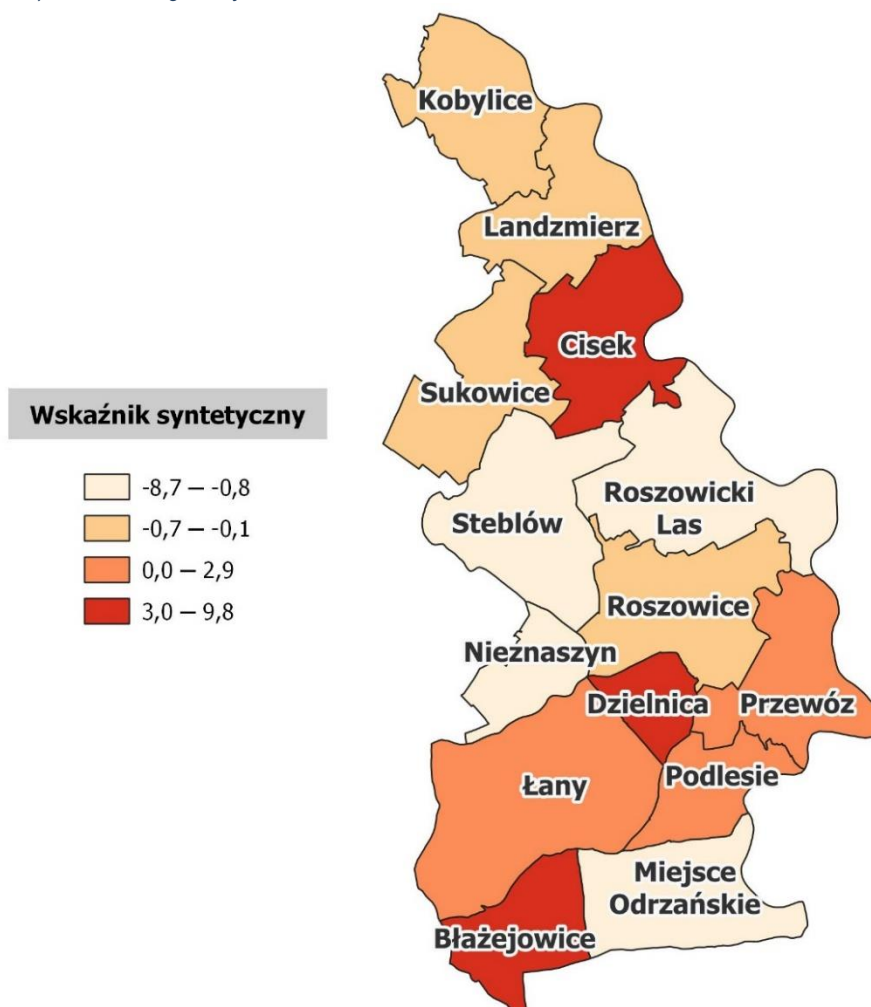 Kobylice
Landzmierz
Cisek
Sukowice
Wskaźnik syntetyczny
-8,7 – -0,8
-0,7 – -0,1
0,0 – 2,9
3,0 – 9,8
Roszowicki
Las
Steblów
Roszowice
Nieznaszyn
Dzielnica
Przewóz
Podlesie
Łany
Miejsce
Odrzańskie
Błażejowice